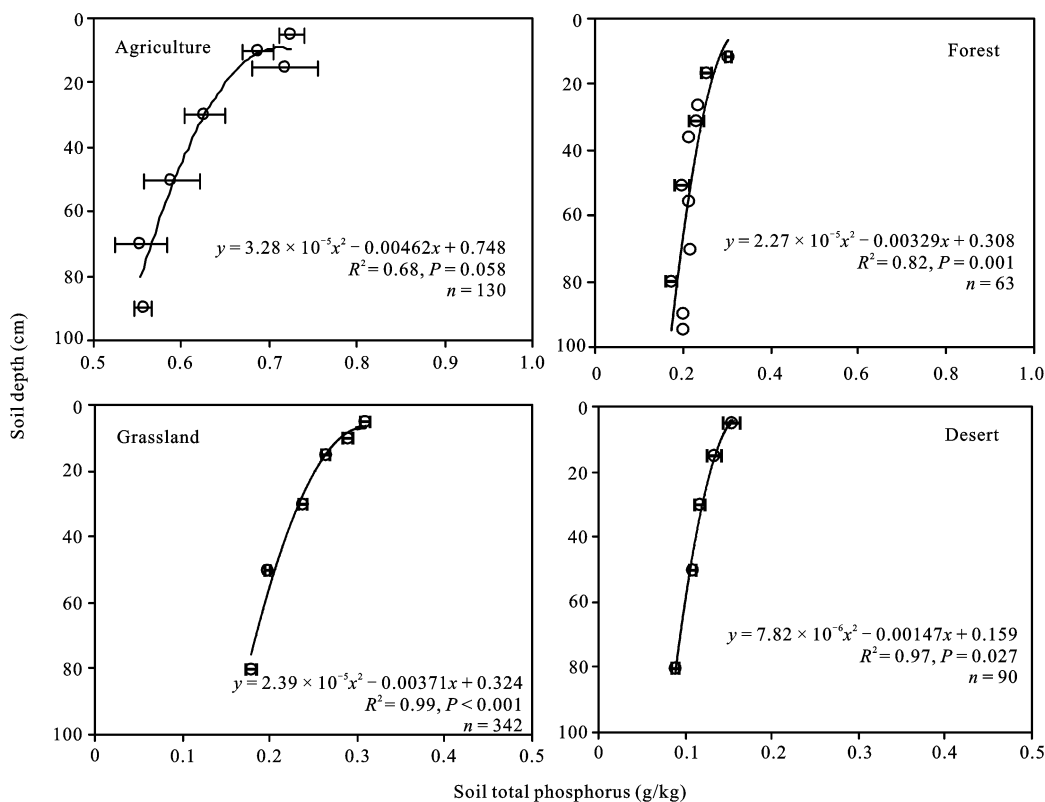 0
20
40
60
80
100
Agriculture
y = 3.28 × 10⁻⁵x² − 0.00462x + 0.748
R² = 0.68, P = 0.058
n = 130
0.5 0.6 0.7 0.8 0.9 1.0
0
20
40
60
80
100
Forest
y = 2.27 × 10⁻⁵x² − 0.00329x + 0.308
R² = 0.82, P = 0.001
n = 63
0 0.2 0.4 0.6 0.8 1.0
Soil depth (cm)
0
20
40
60
80
100
Grassland
y = 2.39 × 10⁻⁵x² − 0.00371x + 0.324
R² = 0.99, P < 0.001
n = 342
0 0.1 0.2 0.3 0.4 0.5
0
20
40
60
80
100
Desert
y = 7.82 × 10⁻⁶x² − 0.00147x + 0.159
R² = 0.97, P = 0.027
n = 90
0 0.1 0.2 0.3 0.4 0.5
Soil total phosphorus (g/kg)